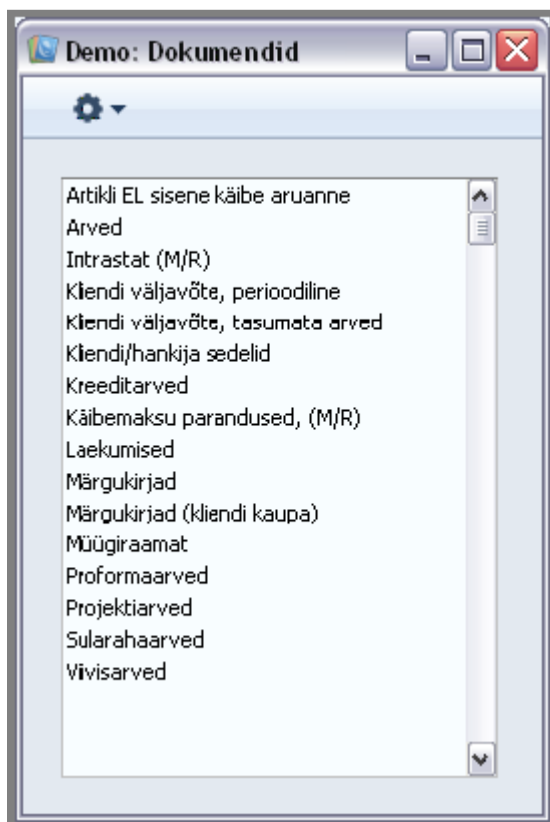 Demo: Dokumendid
Artikli EL sisene käibe aruanne
Arved
Intrastat (M/R)
Kliendi väljavõte, perioodiline
Kliendi väljavõte, tasumata arved
Kliendi/hankija sedelid
Kreeditarved
Käibemaksu parandused, (M/R)
Laekumised
Märgukirjad
Märgukirjad (kliendi kaupa)
Müügiraamat
Proformaarved
Projektiarved
Sularahaarved
Viivisarved